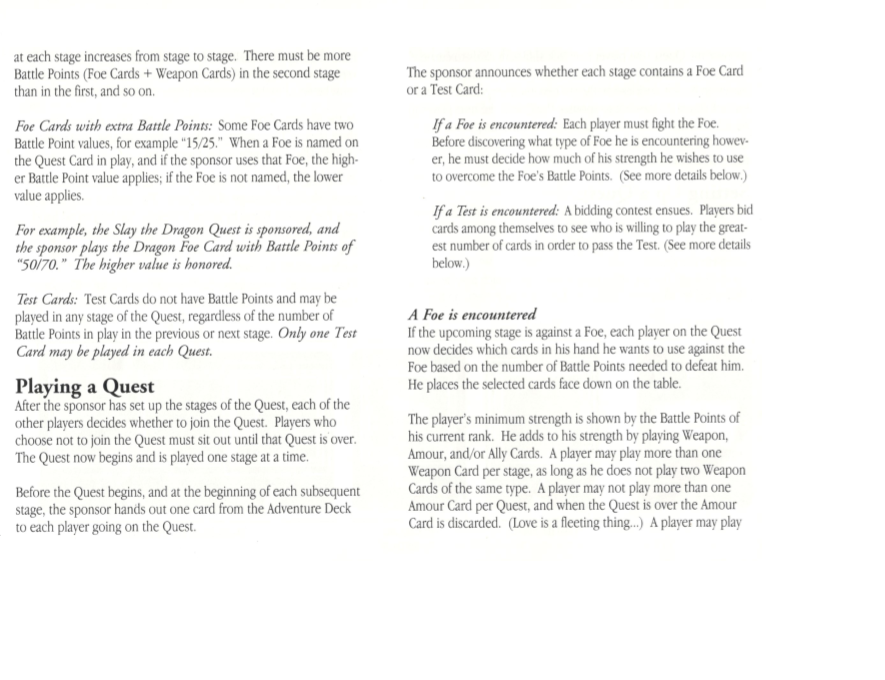 at each stage increases from stage to stage. There must be more
Battle Points (Foe Cards + Weapon Cards) in the second stage
than in the first, and so on.
Foe Cards with extra Battle Points: Some Foe Cards have two
Battle Point values, for example "15/25." When a Foe is named on
the Quest Card in play, and if the sponsor uses that Foe, the high-
er Battle Point value applies; if the Foe is not named, the lower
value applies.
For example, the Slay the Dragon Quest is sponsored, and
the sponsor plays the Dragon Foe Card with Battle Points of
"50/70." The higher value is honored.
Test Cards: Test Cards do not have Battle Points and may be
played in any stage of the Quest, regardless of the number of
Battle Points in play in the previous or next stage. Only one Test
Card may be played in each Quest.
Playing a Quest
After the sponsor has set up the stages of the Quest, each of the
other players decides whether to join the Quest. Players who
choose not to join the Quest must sit out until that Quest is over.
The Quest now begins and is played one stage at a time.
Before the Quest begins, and at the beginning of each subsequent
stage, the sponsor hands out one card from the Adventure Deck
to each player going on the Quest.
The sponsor announces whether each stage contains a Foe Card
or a Test Card:
If a Foe is encountered: Each player must fight the Foe.
Before discovering what type of Foe he is encountering howev-
er, he must decide how much of his strength he wishes to use
to overcome the Foe's Battle Points. (See more details below.)
If a Test is encountered: A bidding contest ensues. Players bid
cards among themselves to see who is willing to play the great-
est number of cards in order to pass the Test. (See more details
below.)
A Foe is encountered
If the upcoming stage is against a Foe, each player on the Quest
now decides which cards in his hand he wants to use against the
Foe based on the number of Battle Points needed to defeat him.
He places the selected cards face down on the table.
The player's minimum strength is shown by the Battle Points of
his current rank. He adds to his strength by playing Weapon,
Amour, and/or Ally Cards. A player may play more than one
Weapon Card per stage, as long as he does not play two Weapon
Cards of the same type. A player may not play more than one
Amour Card per Quest, and when the Quest is over the Amour
Card is discarded. (Love is a fleeting thing...) A player may play